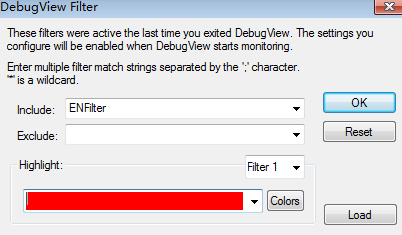 DebugView Filter
These filters were active the last time you exited DebugView. The settings you
configure will be enabled when DebugView starts monitoring.
Enter multiple filter match strings separated by the ';' character.
'*' is a wildcard.
Include: ENFilter
OK
Exclude:
Reset
Highlight:
Filter 1
Colors
Load